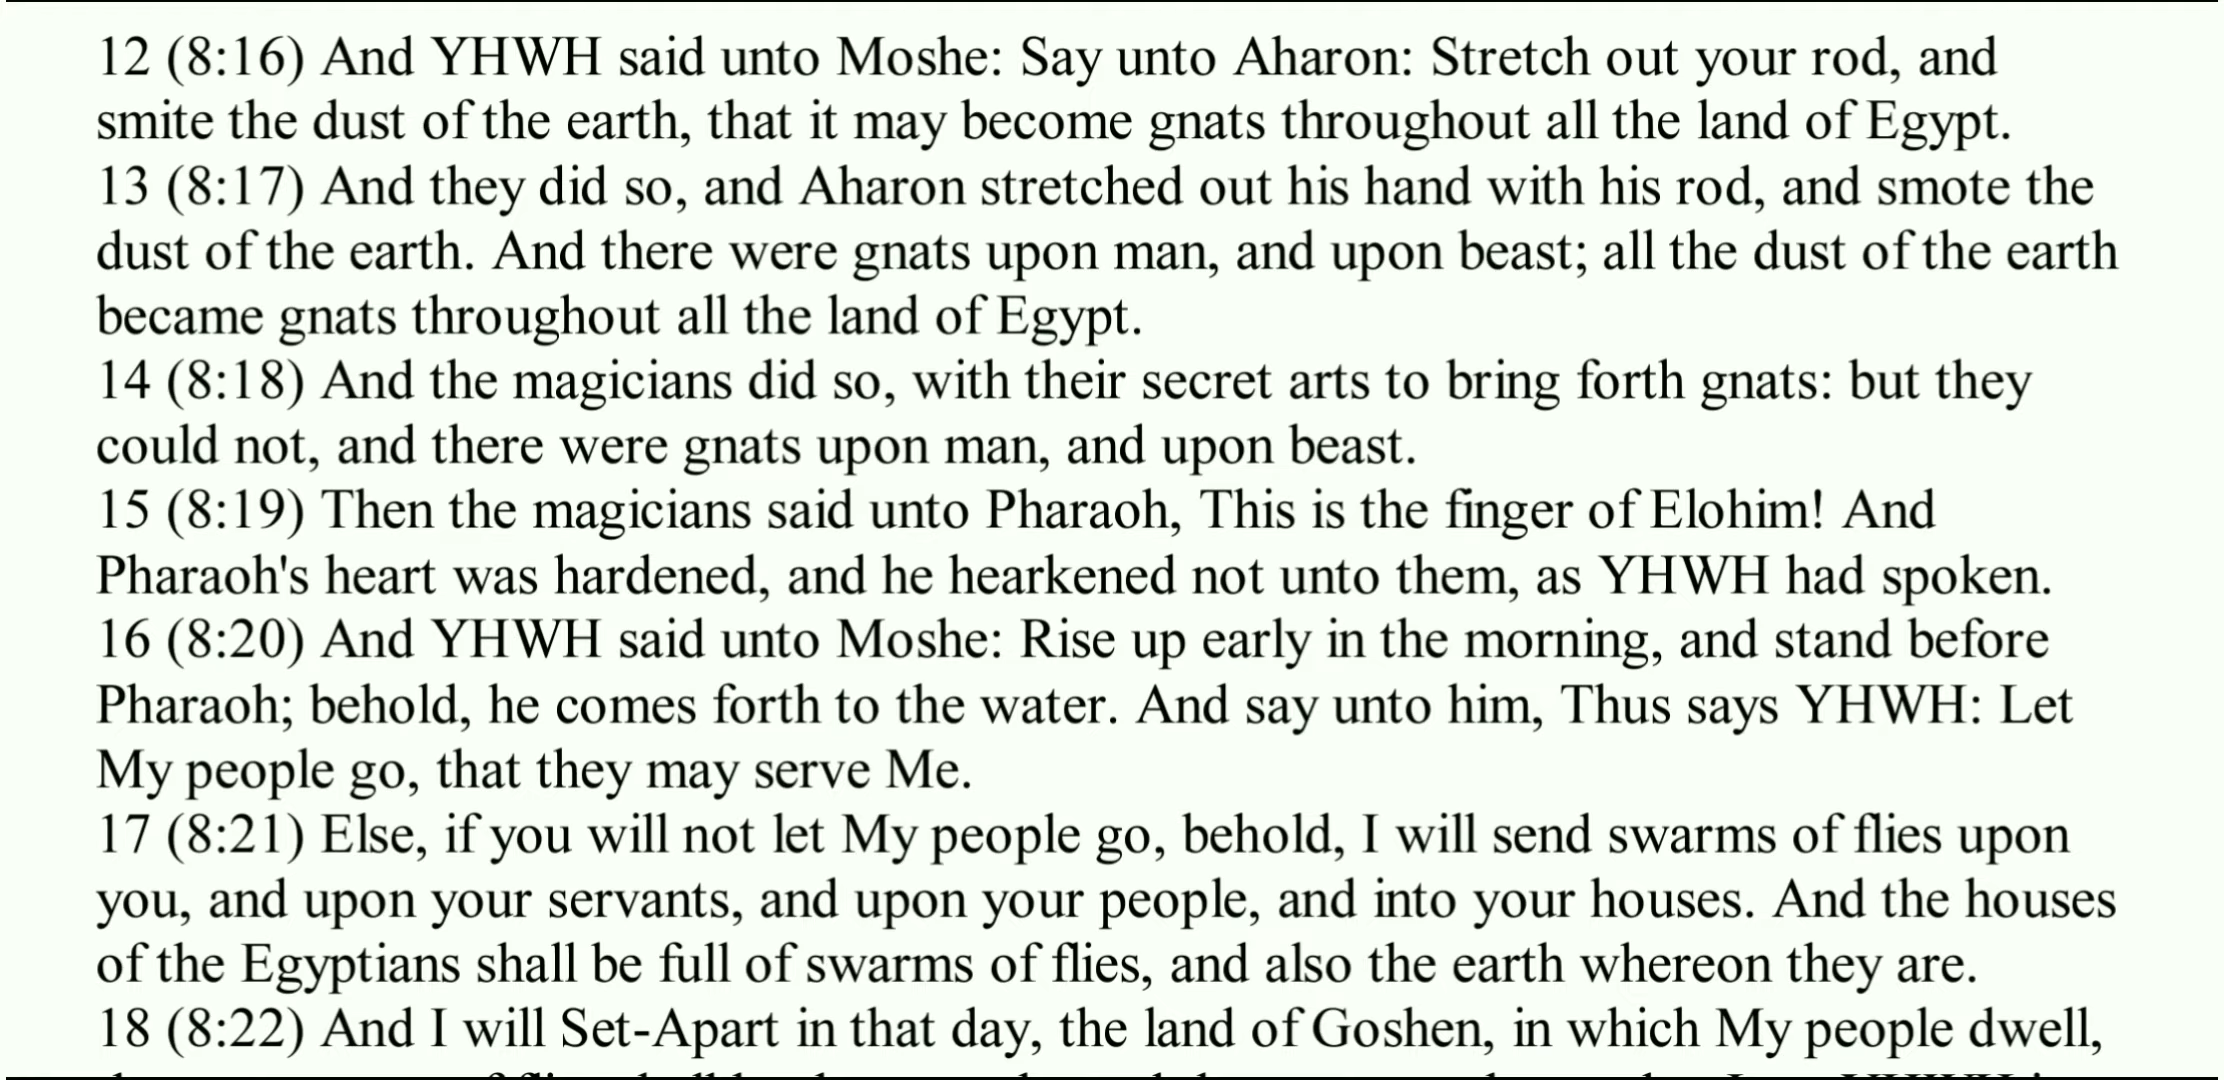 12 (8:16) And YHWH said unto Moshe: Say unto Aharon: Stretch out your rod, and
smite the dust of the earth, that it may become gnats throughout all the land of Egypt.
13 (8:17) And they did so, and Aharon stretched out his hand with his rod, and smote the
dust of the earth. And there were gnats upon man, and upon beast; all the dust of the earth
became gnats throughout all the land of Egypt.
14 (8:18) And the magicians did so, with their secret arts to bring forth gnats: but they
could not, and there were gnats upon man, and upon beast.
15 (8:19) Then the magicians said unto Pharaoh, This is the finger of Elohim! And
Pharaoh's heart was hardened, and he hearkened not unto them, as YHWH had spoken.
16 (8:20) And YHWH said unto Moshe: Rise up early in the morning, and stand before
Pharaoh; behold, he comes forth to the water. And say unto him, Thus says YHWH: Let
My people go, that they may serve Me.
17 (8:21) Else, if you will not let My people go, behold, I will send swarms of flies upon
you, and upon your servants, and upon your people, and into your houses. And the houses
of the Egyptians shall be full of swarms of flies, and also the earth whereon they are.
18 (8:22) And I will Set-Apart in that day, the land of Goshen, in which My people dwell,